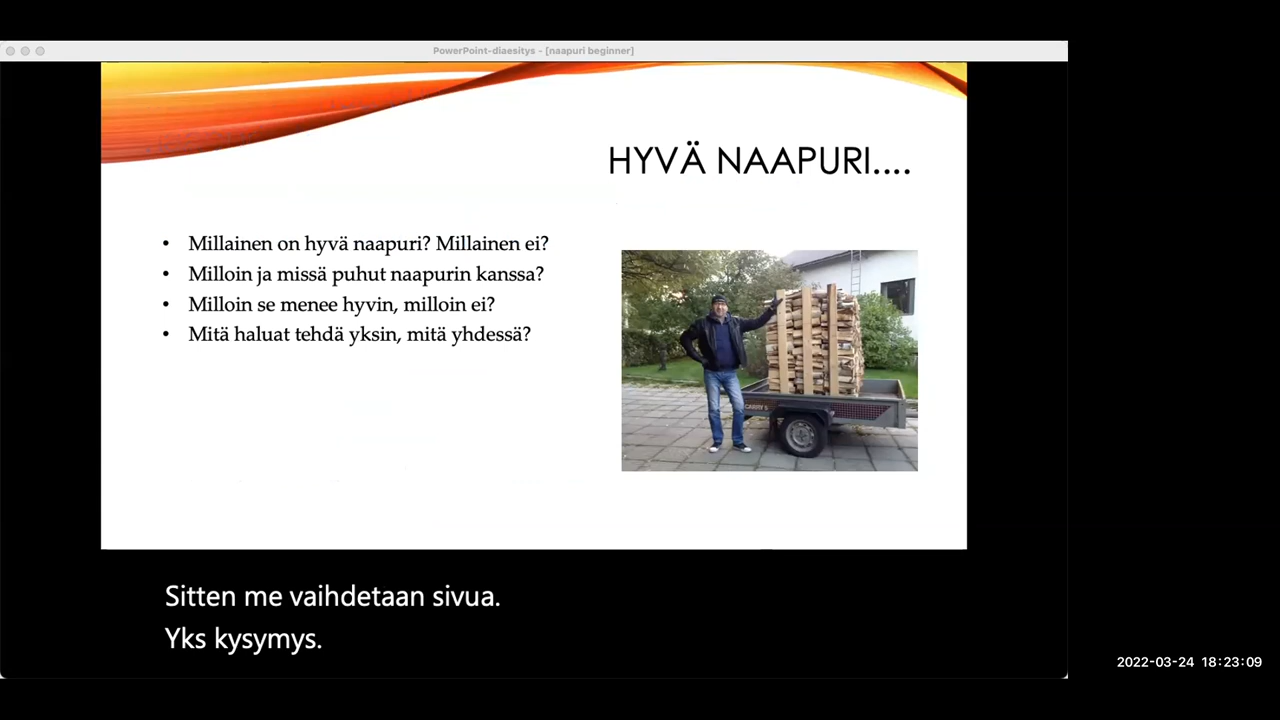 PowerPoint-diaesitys - [naapuri beginner]
HYVÄ NAAPURI....
• Millainen on hyvä naapuri? Millainen ei?
• Milloin ja missä puhut naapurin kanssa?
• Milloin se menee hyvin, milloin ei?
• Mitä haluat tehdä yksin, mitä yhdessä?
CARRY 5
Sitten me vaihdetaan sivua.
Yks kysymys.
2022-03-24 18:23:09